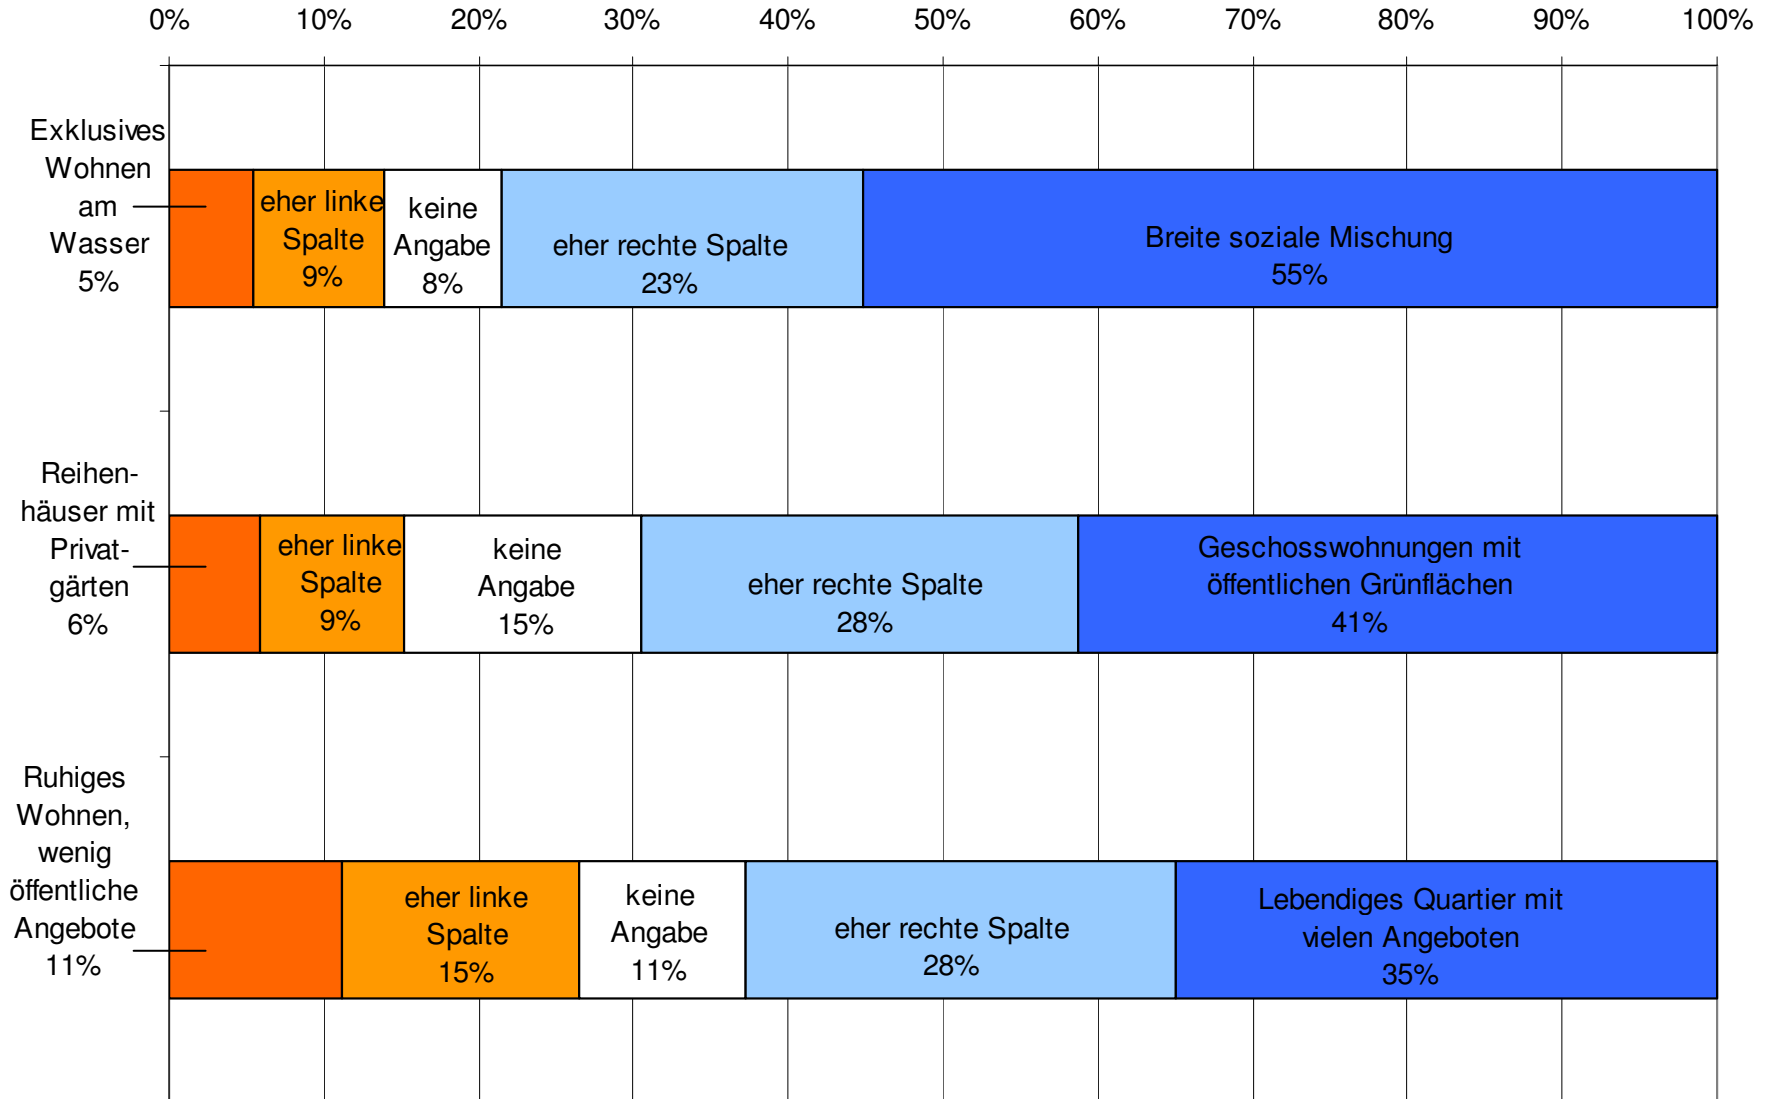 0% 10% 20% 30% 40% 50% 60% 70% 80% 90% 100%
Exklusives
Wohnen
am
Wasser
5%
eher linke
Spalte
9%
keine
Angabe
8%
eher rechte Spalte
23%
Breite soziale Mischung
55%
Reihen-
häuser mit
Privat-
gärten
6%
eher linke
Spalte
9%
keine
Angabe
15%
eher rechte Spalte
28%
Geschosswohnungen mit
öffentlichen Grünflächen
41%
Ruhiges
Wohnen,
wenig
öffentliche
Angebote
11%
eher linke
Spalte
15%
keine
Angabe
11%
eher rechte Spalte
28%
Lebendiges Quartier mit
vielen Angeboten
35%